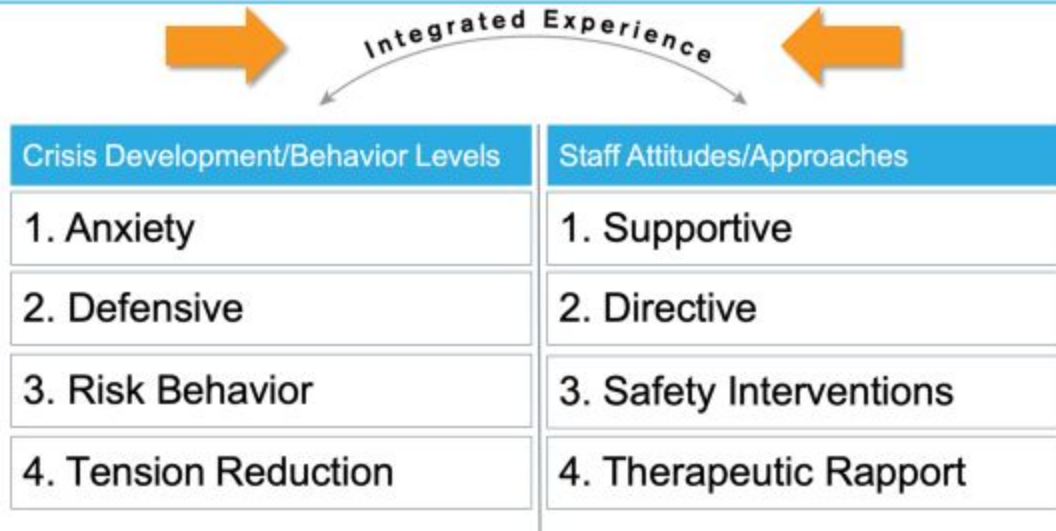 Integrated Experience
Crisis Development/Behavior Levels
Staff Attitudes/Approaches
1. Anxiety
1. Supportive
2. Defensive
2. Directive
3. Risk Behavior
3. Safety Interventions
4. Tension Reduction
4. Therapeutic Rapport